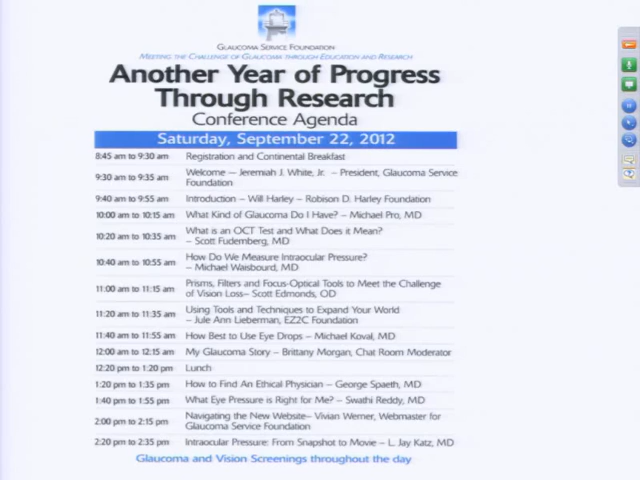 GLAUCOMA SERVICE FOUNDATION
MEETING THE CHALLENGE OF GLAUCOMA THROUGH EDUCATION AND RESEARCH
Another Year of Progress
Through Research
Conference Agenda
Saturday, September 22, 2012
8:45 am to 9:30 am Registration and Continental Breakfast
9:30 am to 9:35 am Welcome – Jeremiah J. White, Jr. – President, Glaucoma Service
Foundation
9:40 am to 9:55 am Introduction – Will Harley – Robison D. Harley Foundation
10:00 am to 10:15 am What Kind of Glaucoma Do I Have? – Michael Pro, MD
10:20 am to 10:35 am What is an OCT Test and What Does it Mean?
– Scott Fudemberg, MD
10:40 am to 10:55 am How Do We Measure Intraocular Pressure?
– Michael Waisbourd, MD
11:00 am to 11:15 am Prisms, Filters and Focus-Optical Tools to Meet the Challenge
of Vision Loss– Scott Edmonds, OD
11:20 am to 11:35 am Using Tools and Techniques to Expand Your World
– Jule Ann Lieberman, EZ2C Foundation
11:40 am to 11:55 am How Best to Use Eye Drops – Michael Koval, MD
12:00 am to 12:15 am My Glaucoma Story – Brittany Morgan, Chat Room Moderator
12:20 pm to 1:20 pm Lunch
1:20 pm to 1:35 pm How to Find An Ethical Physician – George Spaeth, MD
1:40 pm to 1:55 pm What Eye Pressure is Right for Me? – Swathi Reddy, MD
2:00 pm to 2:15 pm Navigating the New Website– Vivian Werner, Webmaster for
Glaucoma Service Foundation
2:20 pm to 2:35 pm Intraocular Pressure: From Snapshot to Movie – L. Jay Katz, MD
Glaucoma and Vision Screenings throughout the day